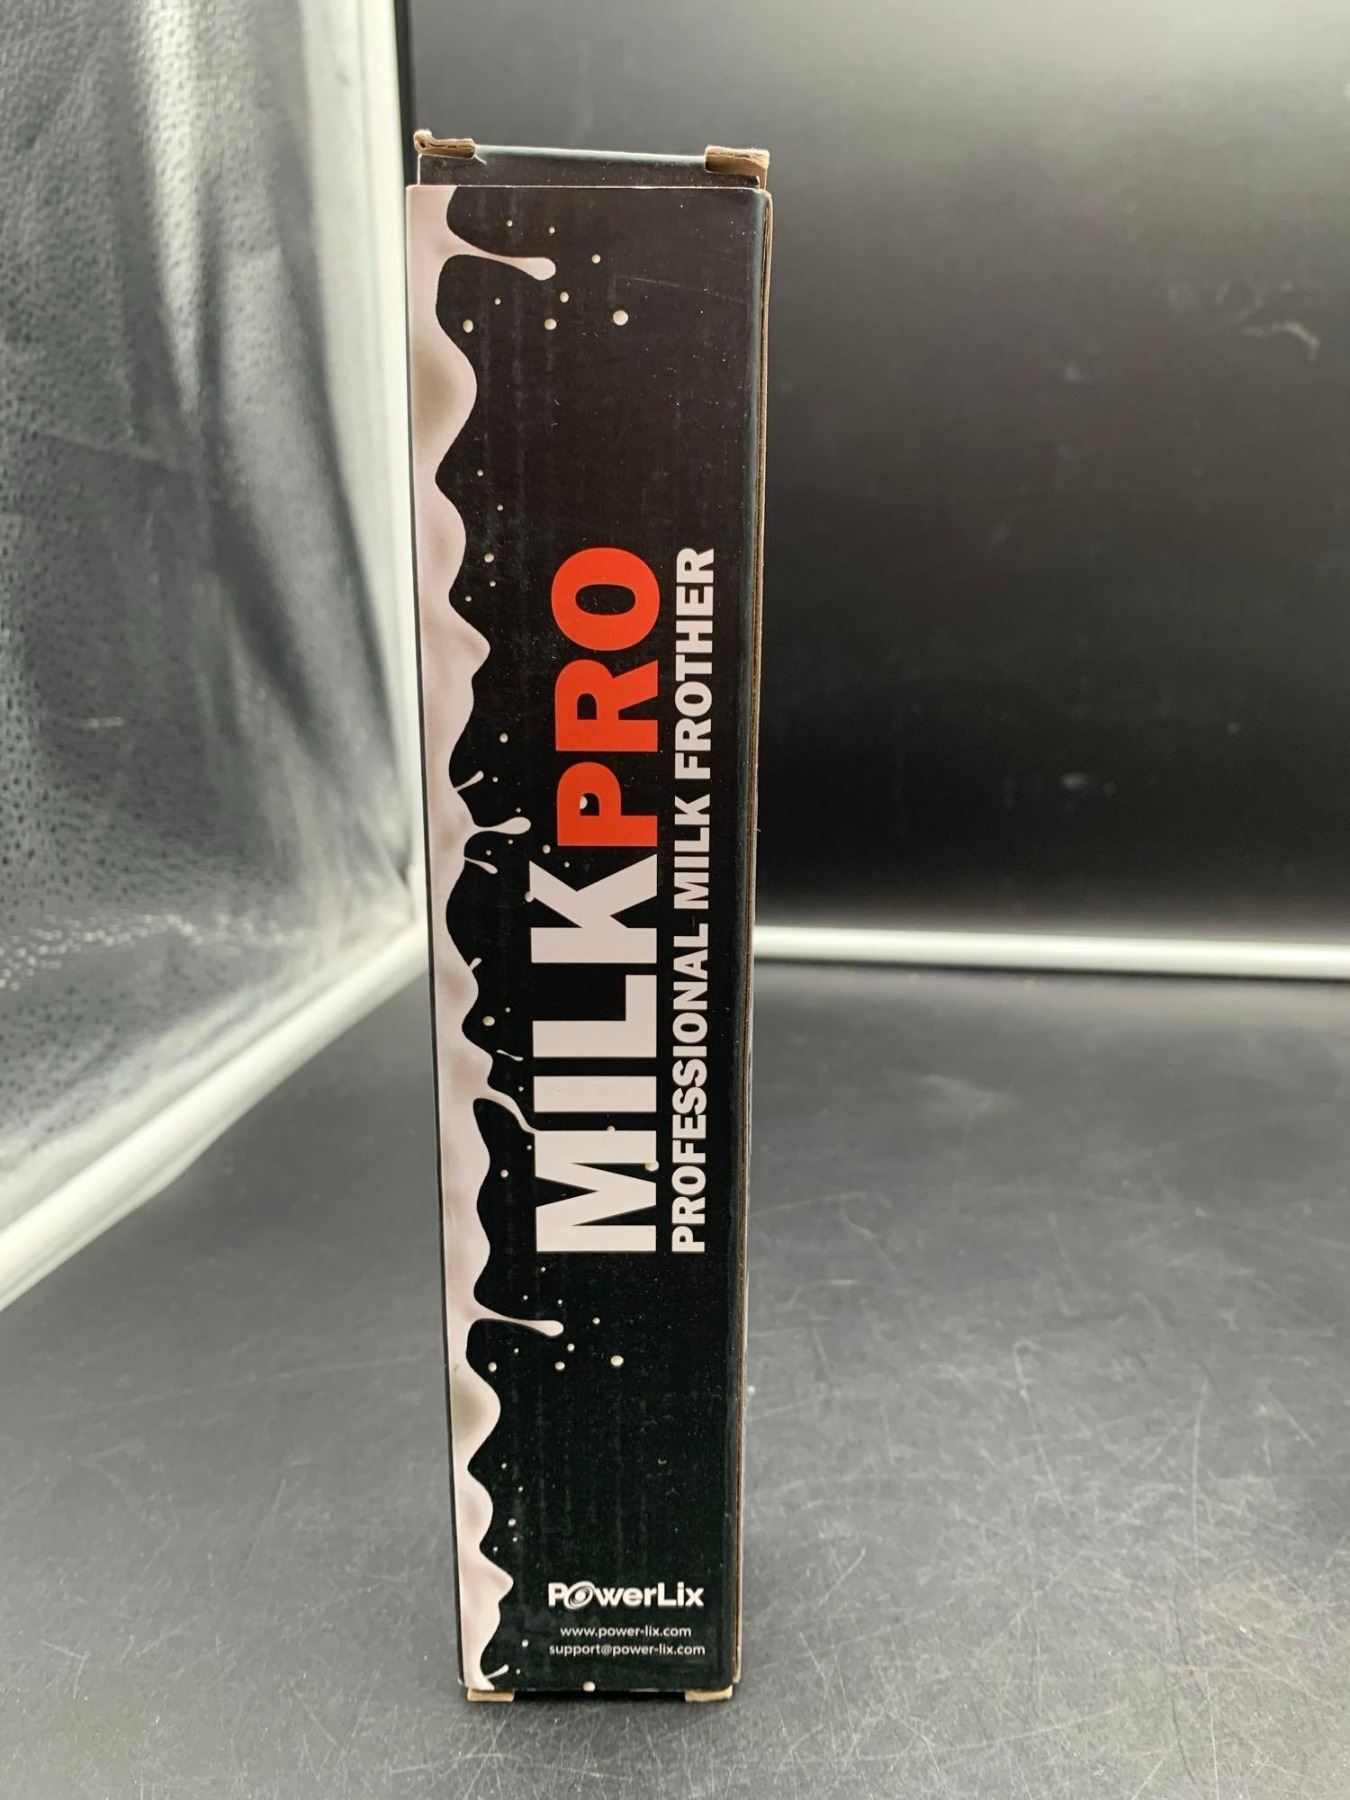 MILKPRO
PROFESSIONAL MILK FROTHER
PowerLix
www.power-lix.com
support@power-lix.com